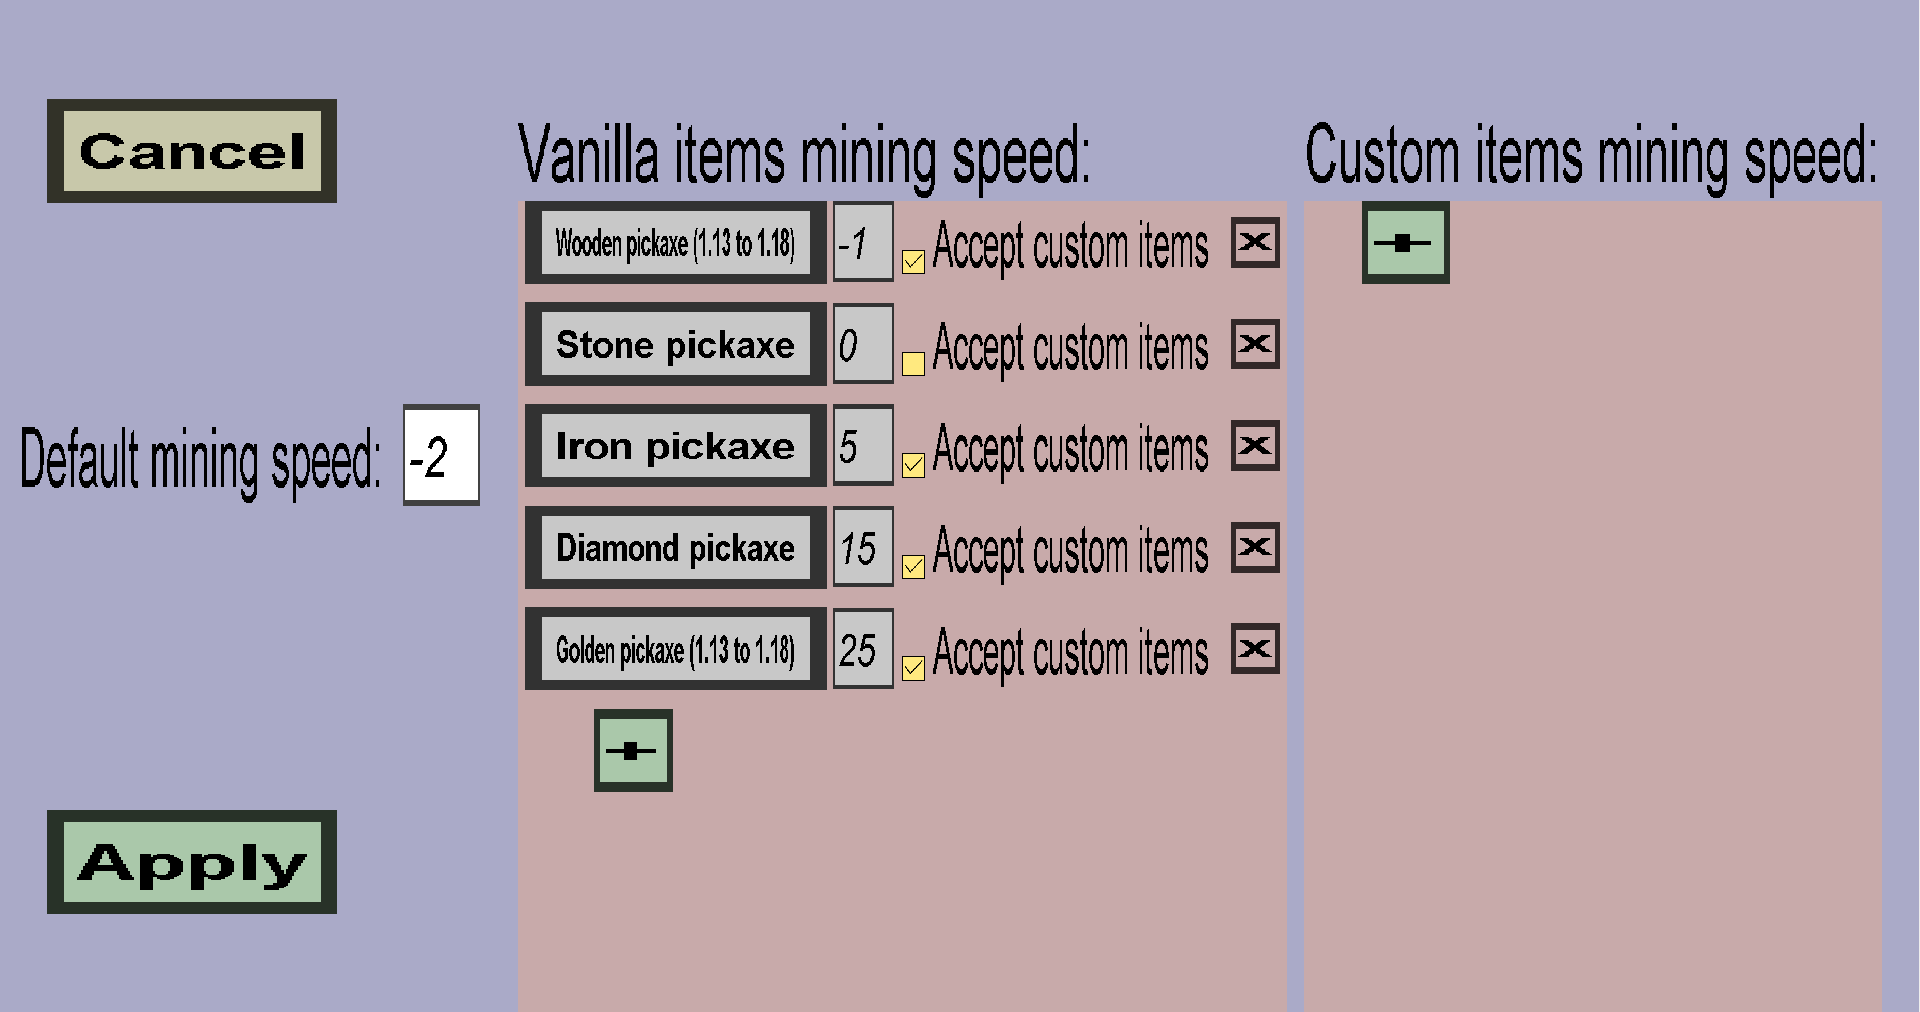 Cancel
Vanilla items mining speed:
Custom items mining speed:
Wooden pickaxe (1.13 to 1.18) -1 Accept custom items
Stone pickaxe 0 Accept custom items
Default mining speed: -2
Iron pickaxe 5 Accept custom items
Diamond pickaxe 15 Accept custom items
Golden pickaxe (1.13 to 1.18) 25 Accept custom items
Apply